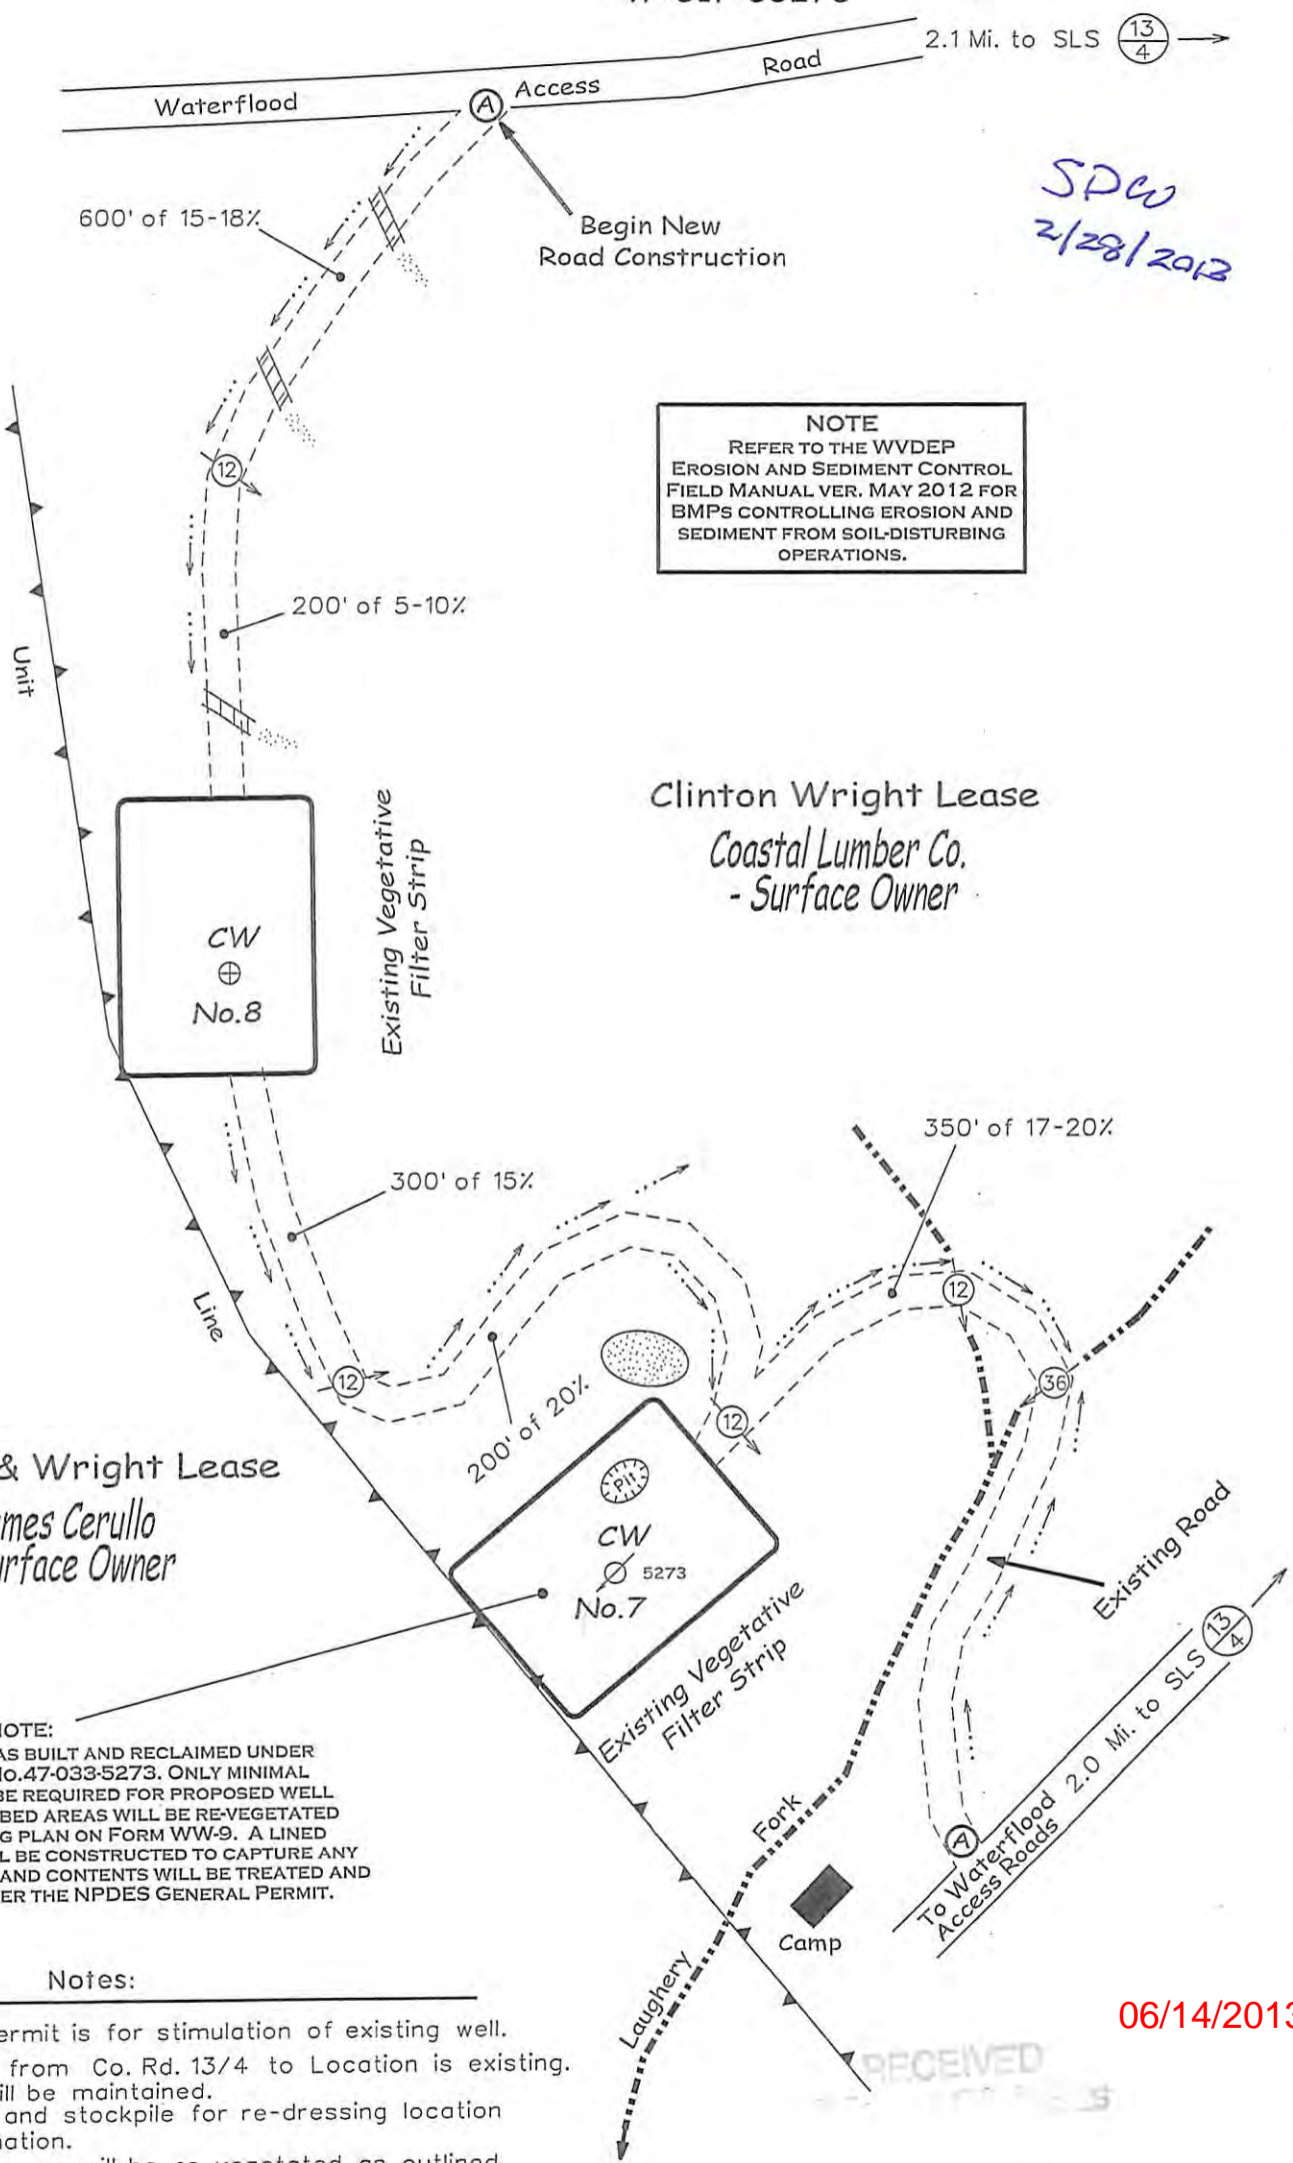 2.1 Mi. to SLS 13
4
Waterflood Access Road
A
SDW
2/28/2013
600' of 15-18%
Begin New
Road Construction
NOTE
REFER TO THE WVDEP
EROSION AND SEDIMENT CONTROL
FIELD MANUAL VER. MAY 2012 FOR
BMPs CONTROLLING EROSION AND
SEDIMENT FROM SOIL-DISTURBING
OPERATIONS.
12
200' of 5-10%
Unit
Clinton Wright Lease
Coastal Lumber Co.
- Surface Owner
Existing Vegetative
Filter Strip
CW
No.8
350' of 17-20%
300' of 15%
Line
12
12
36
12
200' of 20%
& Wright Lease
mes Cerullo
rface Owner
Pit
CW
5273
No.7
Existing Road
Existing Vegetative
Filter Strip
2.0 Mi. to SLS 13
4
A
To Waterflood
Access Roads
OTE:
AS BUILT AND RECLAIMED UNDER
No.47-033-5273. ONLY MINIMAL
BE REQUIRED FOR PROPOSED WELL
BED AREAS WILL BE RE-VEGETATED
G PLAN ON FORM WW-9. A LINED
L BE CONSTRUCTED TO CAPTURE ANY
AND CONTENTS WILL BE TREATED AND
ER THE NPDES GENERAL PERMIT.
Fork
Camp
Laughery
Notes:
ermit is for stimulation of existing well.
from Co. Rd. 13/4 to Location is existing.
ill be maintained.
and stockpile for re-dressing location
ation.
ill be re-vegetated as outlined
06/14/2013
RECEIVED